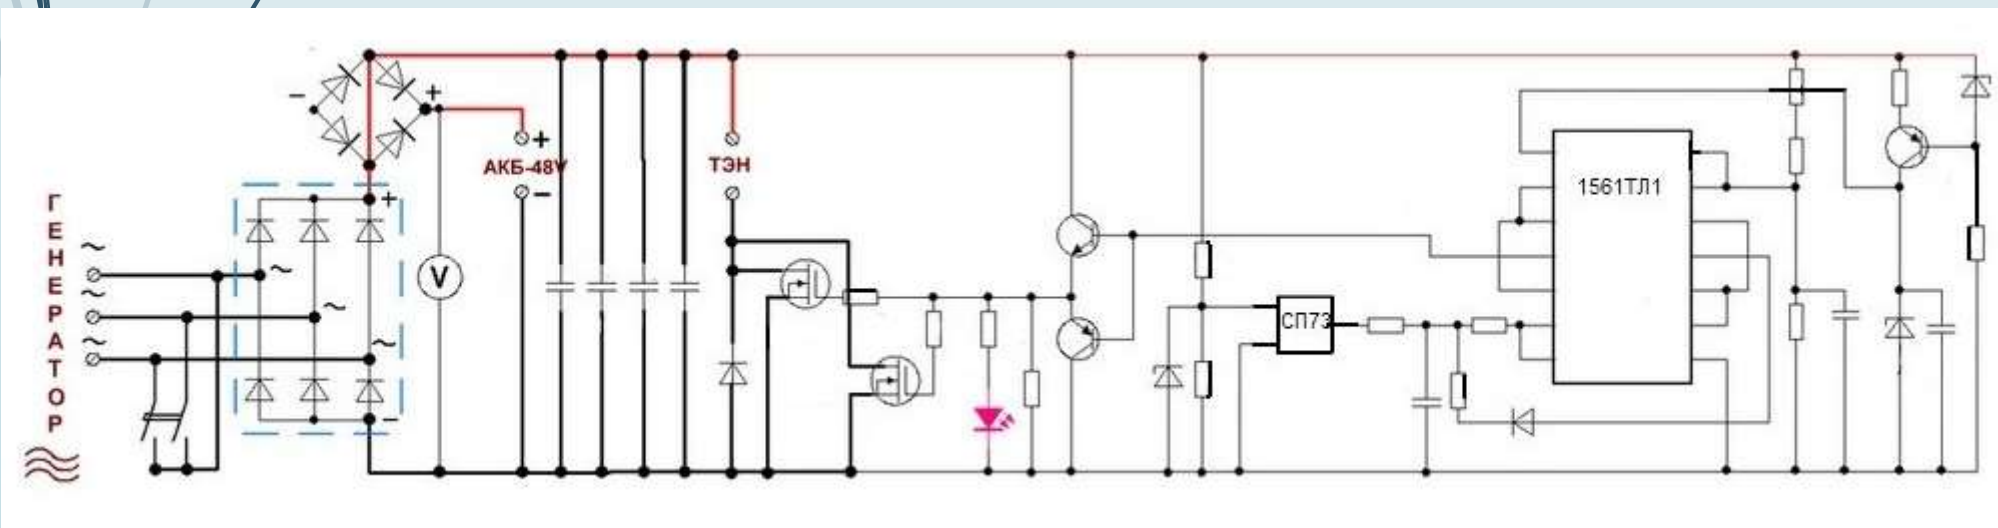 ГЕНЕРАТОР
~
~
~
~
~
~
+
−
−
+
V
+
АКБ-48V
−
ТЭН
СП73
1561ТЛ1